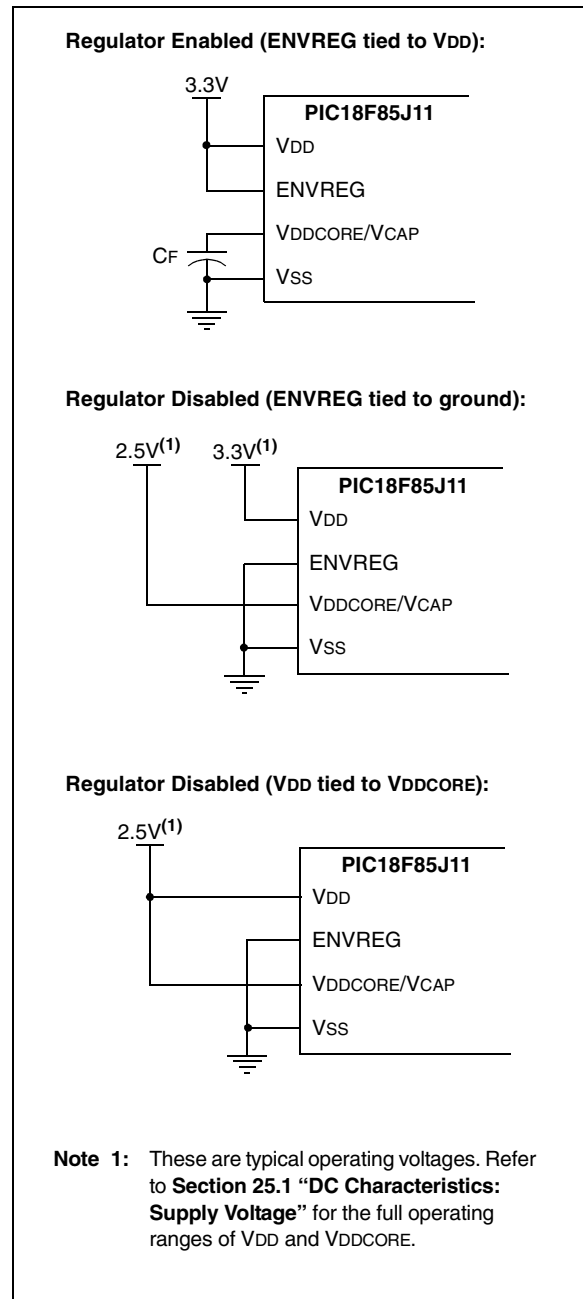 Regulator Enabled (ENVREG tied to VDD):
3.3V
PIC18F85J11
VDD
ENVREG
VDDCORE/VCAP
CF
VSS
Regulator Disabled (ENVREG tied to ground):
2.5V(1) 3.3V(1)
PIC18F85J11
VDD
ENVREG
VDDCORE/VCAP
VSS
Regulator Disabled (VDD tied to VDDCORE):
2.5V(1)
PIC18F85J11
VDD
ENVREG
VDDCORE/VCAP
VSS
Note 1: These are typical operating voltages. Refer
to Section 25.1 “DC Characteristics:
Supply Voltage” for the full operating
ranges of VDD and VDDCORE.